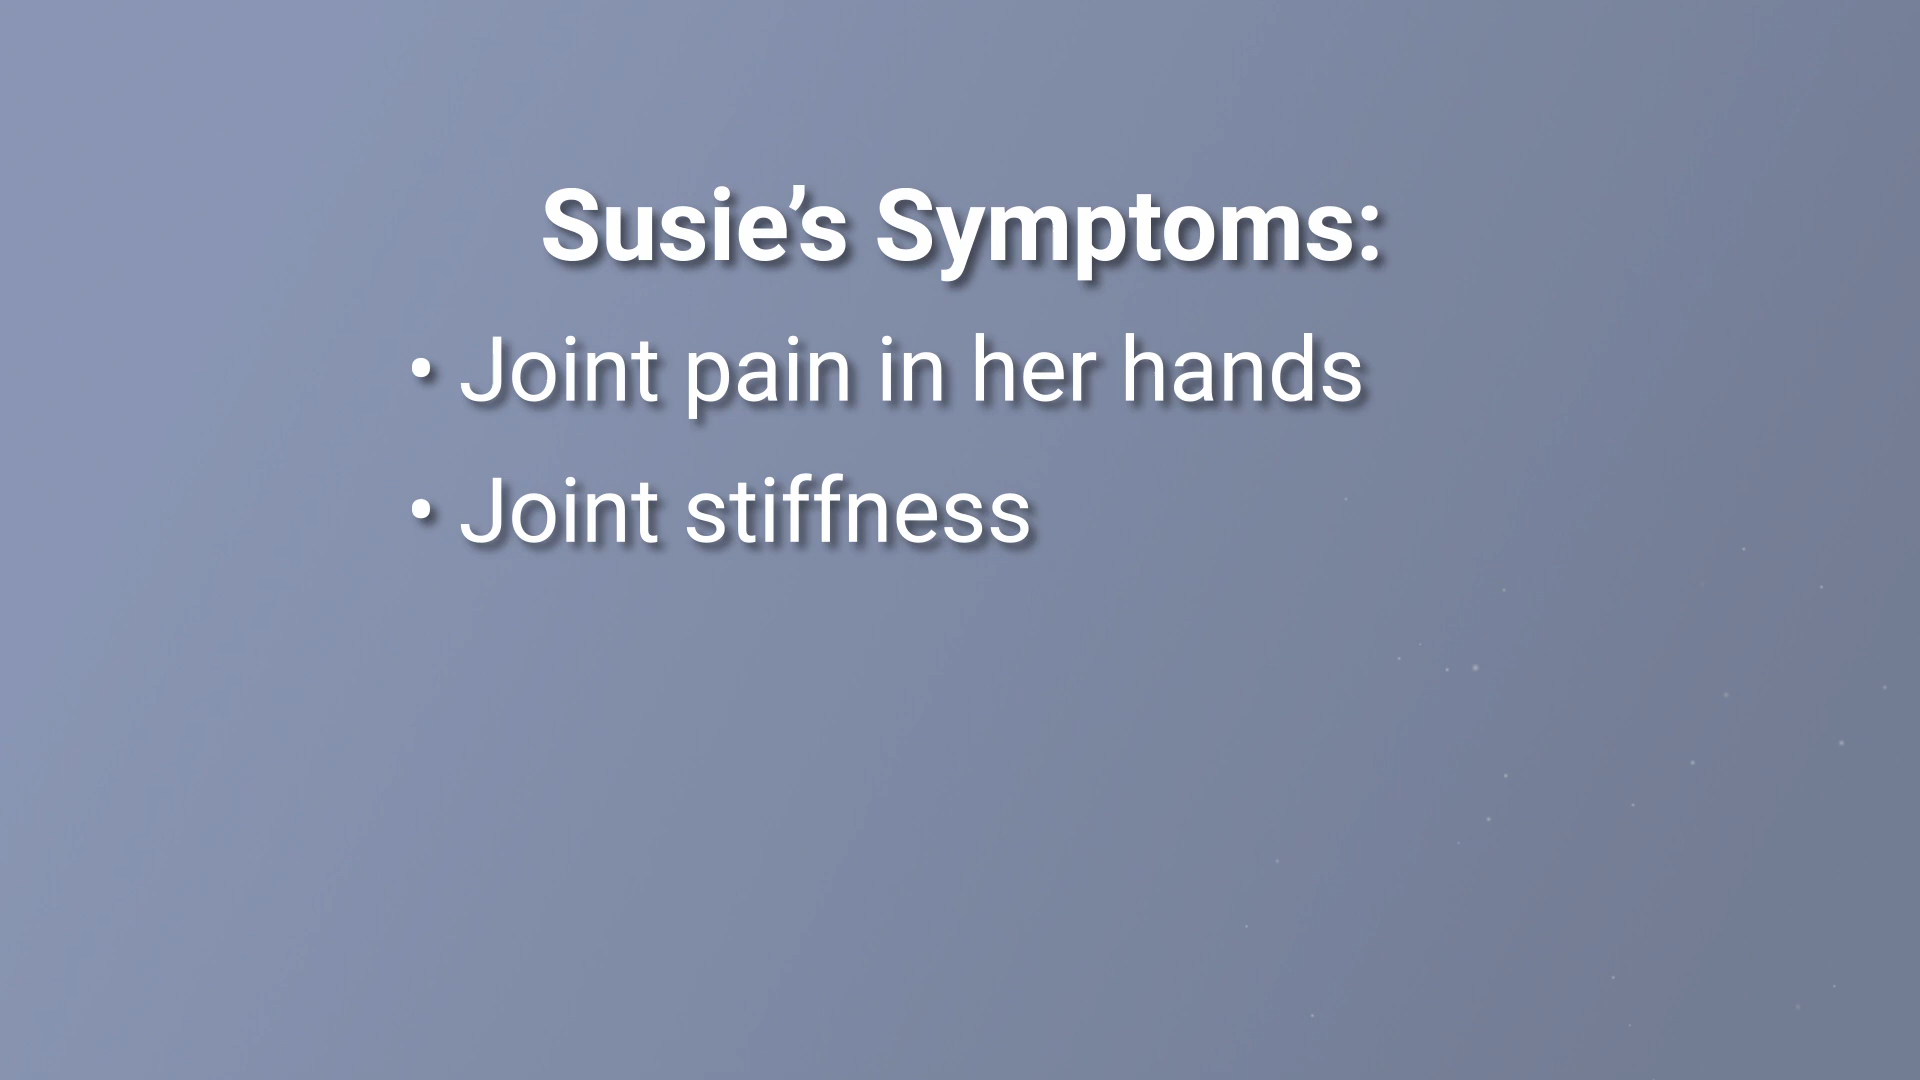 Susie’s Symptoms:
• Joint pain in her hands
• Joint stiffness